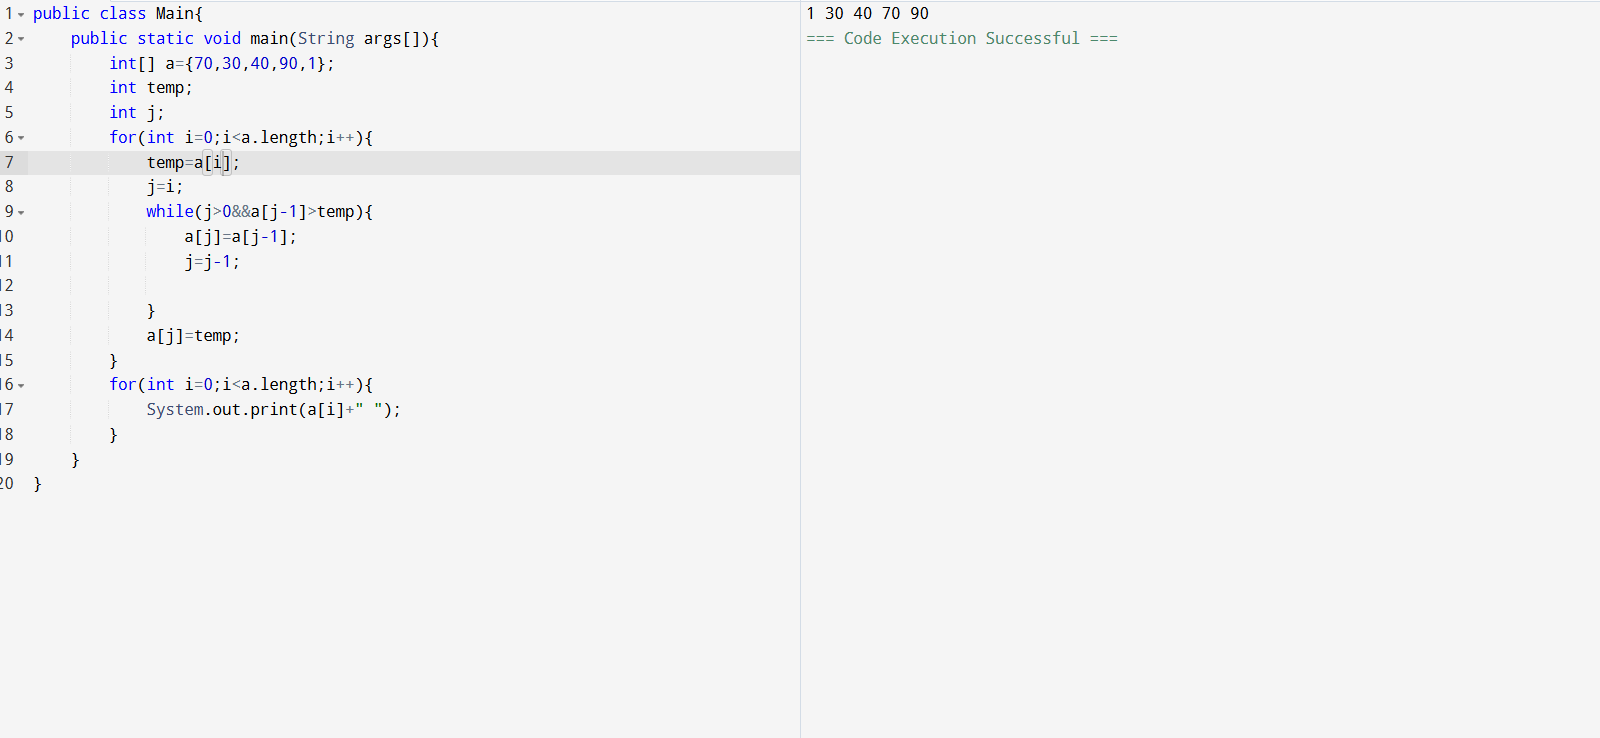 1 public class Main{
2 public static void main(String args[]){
3 int[] a={70,30,40,90,1};
4 int temp;
5 int j;
6 for(int i=0;i<a.length;i++){
7 temp=a[i];
8 j=i;
9 while(j>0&&a[j-1]>temp){
10 a[j]=a[j-1];
11 j=j-1;
12
13 }
14 a[j]=temp;
15 }
16 for(int i=0;i<a.length;i++){
17 System.out.print(a[i]+" ");
18 }
19 }
20 }
1 30 40 70 90
=== Code Execution Successful ===